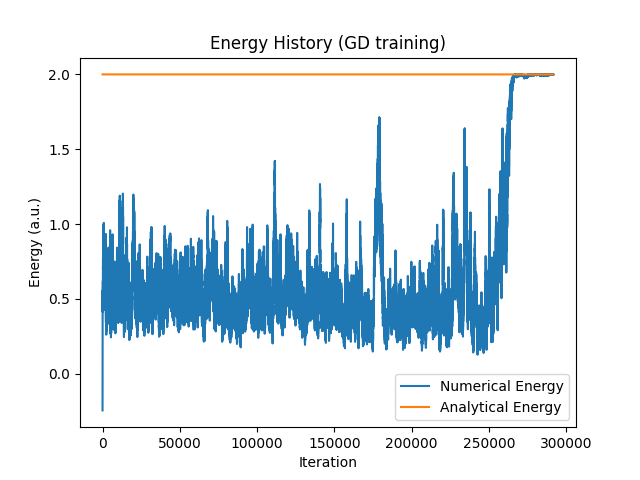 Energy History (GD training)
2.0
1.5
1.0
0.5
0.0
Energy (a.u.)
Numerical Energy
Analytical Energy
0 50000 100000 150000 200000 250000 300000
Iteration